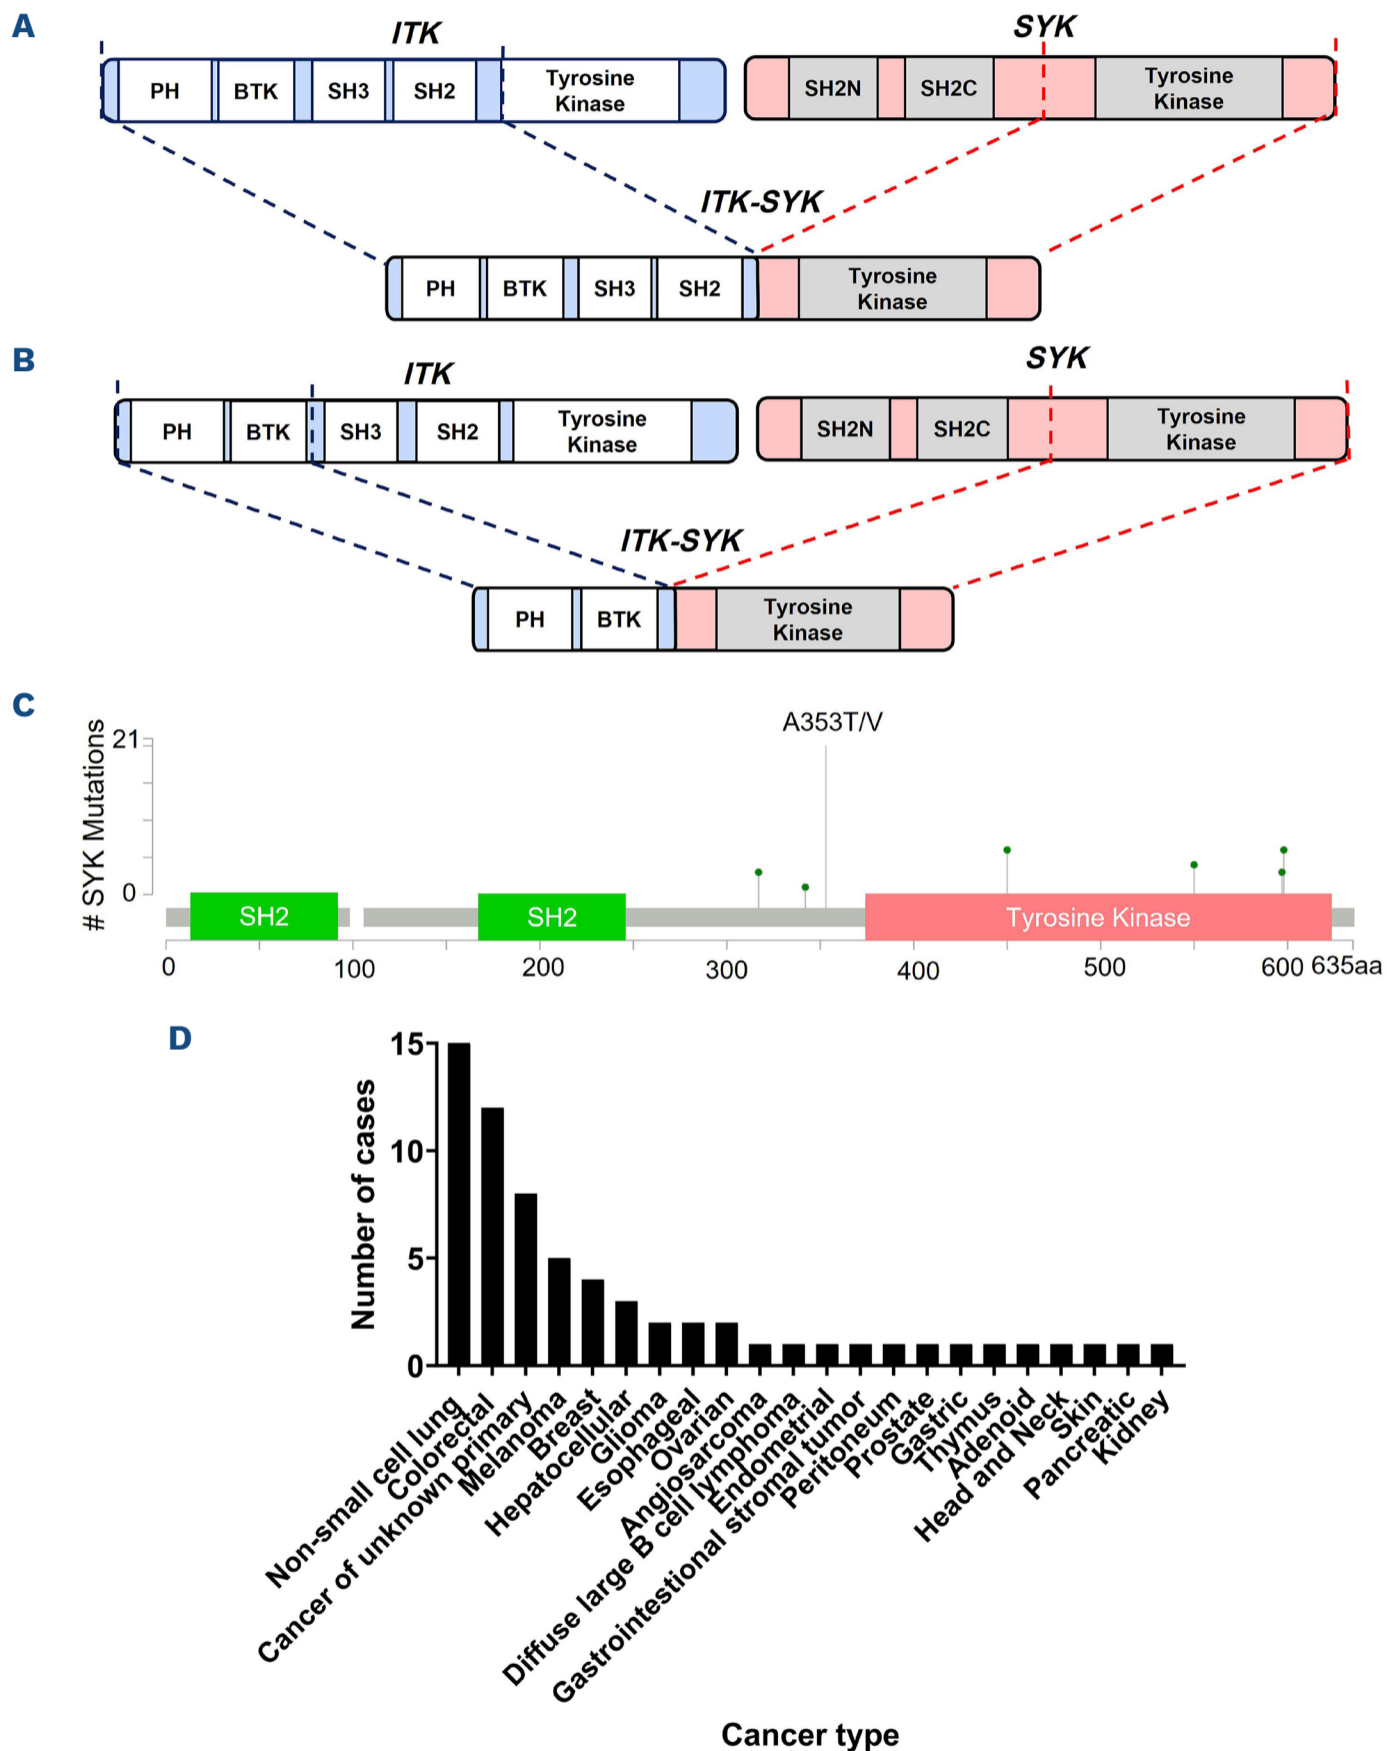 A
ITK
SYK
PH
BTK
SH3
SH2
Tyrosine
Kinase
SH2N
SH2C
Tyrosine
Kinase
ITK-SYK
PH
BTK
SH3
SH2
Tyrosine
Kinase
B
ITK
SYK
PH
BTK
SH3
SH2
Tyrosine
Kinase
SH2N
SH2C
Tyrosine
Kinase
ITK-SYK
PH
BTK
Tyrosine
Kinase
C
# SYK Mutations
21
0
A353T/V
SH2
SH2
Tyrosine Kinase
0
100
200
300
400
500
600
635aa
D
Number of cases
15
10
5
0
Non-small cell lung
Colorectal
Cancer of unknown primary
Melanoma
Breast
Hepatocellular
Glioma
Esophageal
Ovarian
Angiosarcoma
Diffuse large B cell lymphoma
Endometrial
Gastrointestional stromal tumor
Peritoneum
Prostate
Gastric
Thymus
Adenoid
Head and Neck
Skin
Pancreatic
Kidney
Cancer type